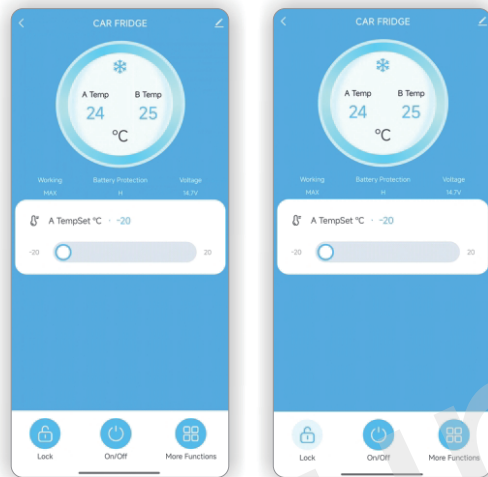 CAR FRIDGE
A Temp B Temp
24 25
°C
Working Battery Protection Voltage
MAX H 14.7V
A TempSet °C · -20
-20 20
Lock On/Off More Functions
CAR FRIDGE
A Temp B Temp
24 25
°C
Working Battery Protection Voltage
MAX H 14.7V
A TempSet °C · -20
-20 20
Lock On/Off More Functions